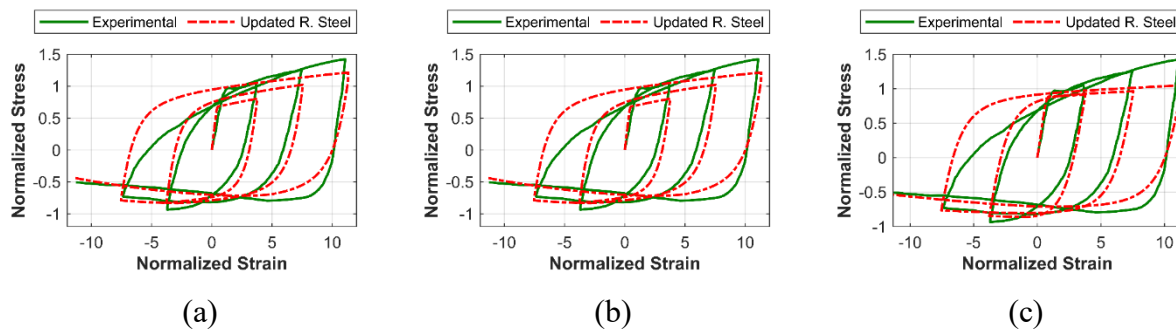 Experimental Updated R. Steel
1.5
1
0.5
0
-0.5
-1
Normalized Stress
-10 -5 0 5 10
Normalized Strain
(a)
Experimental Updated R. Steel
1.5
1
0.5
0
-0.5
-1
Normalized Stress
-10 -5 0 5 10
Normalized Strain
(b)
Experimental Updated R. Steel
1.5
1
0.5
0
-0.5
-1
Normalized Stress
-10 -5 0 5 10
Normalized Strain
(c)